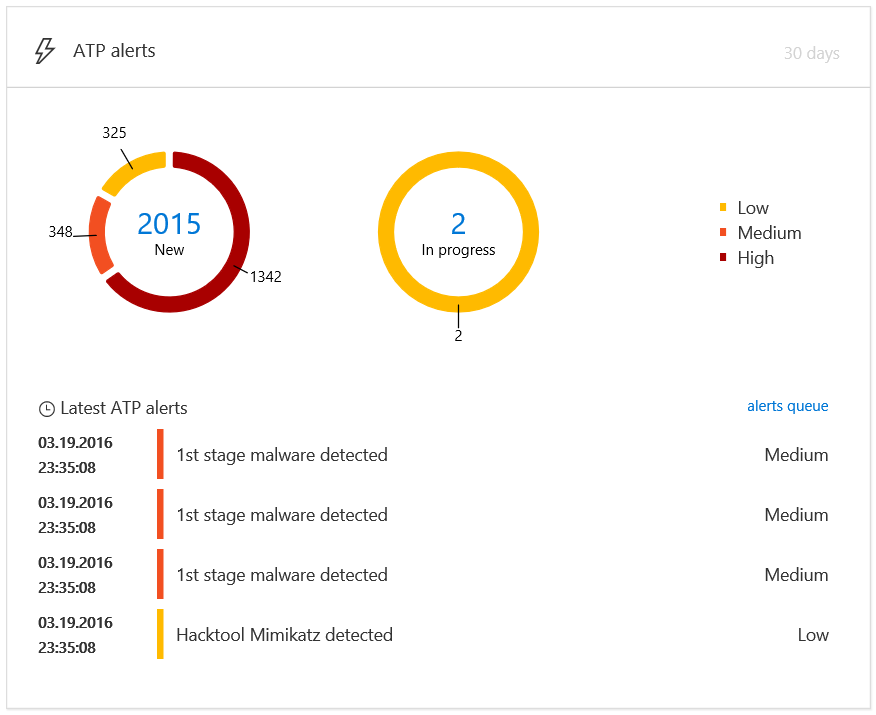 ATP alerts
30 days
325
348
2015
New
1342
2
In progress
2
Low
Medium
High
Latest ATP alerts
alerts queue
03.19.2016
23:35:08
1st stage malware detected
Medium
03.19.2016
23:35:08
1st stage malware detected
Medium
03.19.2016
23:35:08
1st stage malware detected
Medium
03.19.2016
23:35:08
Hacktool Mimikatz detected
Low